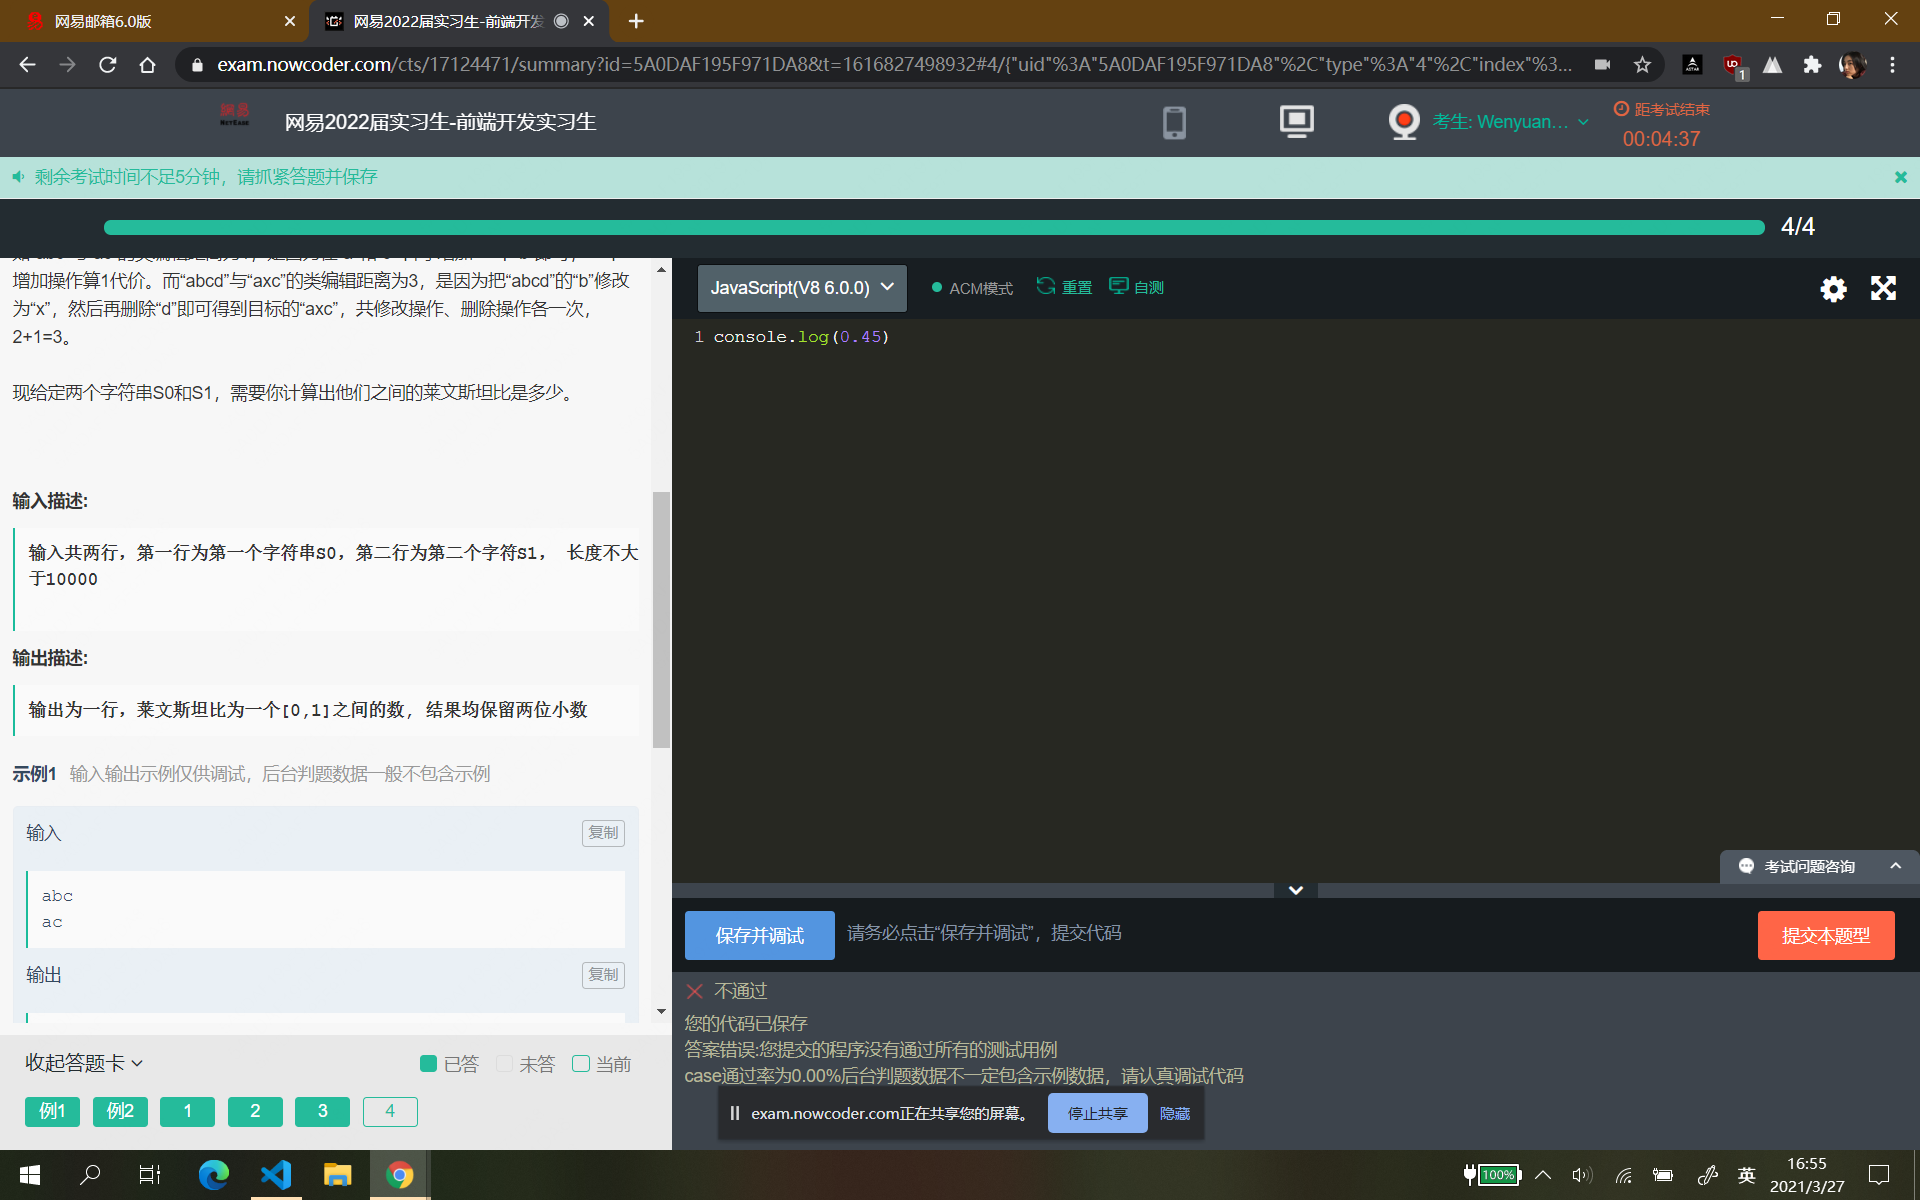 网易邮箱6.0版
网易2022届实习生-前端开发
exam.nowcoder.com/cts/17124471/summary?id=5A0DAF195F971DA8&t=1616827498932#4/{"uid"%3A"5A0DAF195F971DA8"%2C"type"%3A"4"%2C"index"%3...
1
网易
NetEase
网易2022届实习生-前端开发实习生
考生: Wenyuan...
距考试结束
00:04:37
剩余考试时间不足5分钟，请抓紧答题并保存
4/4
增加操作算1代价。而“abcd”与“axc”的类编辑距离为3，是因为把“abcd”的“b”修改
为“x”，然后再删除“d”即可得到目标的“axc”，共修改操作、删除操作各一次，
2+1=3。
现给定两个字符串S0和S1，需要你计算出他们之间的莱文斯坦比是多少。
输入描述:
输入共两行，第一行为第一个字符串S0，第二行为第二个字符S1， 长度不大
于10000
输出描述:
输出为一行，莱文斯坦比为一个[0,1]之间的数, 结果均保留两位小数
示例1 输入输出示例仅供调试，后台判题数据一般不包含示例
输入
复制
abc
ac
输出
复制
收起答题卡
已答
未答
当前
例1
例2
1
2
3
4
JavaScript(V8 6.0.0)
ACM模式
重置
自测
1 console.log(0.45)
考试问题咨询
保存并调试
请务必点击“保存并调试”，提交代码
提交本题型
不通过
您的代码已保存
答案错误:您提交的程序没有通过所有的测试用例
case通过率为0.00%后台判题数据不一定包含示例数据，请认真调试代码
exam.nowcoder.com正在共享您的屏幕。
停止共享
隐藏
100%
英
16:55
2021/3/27